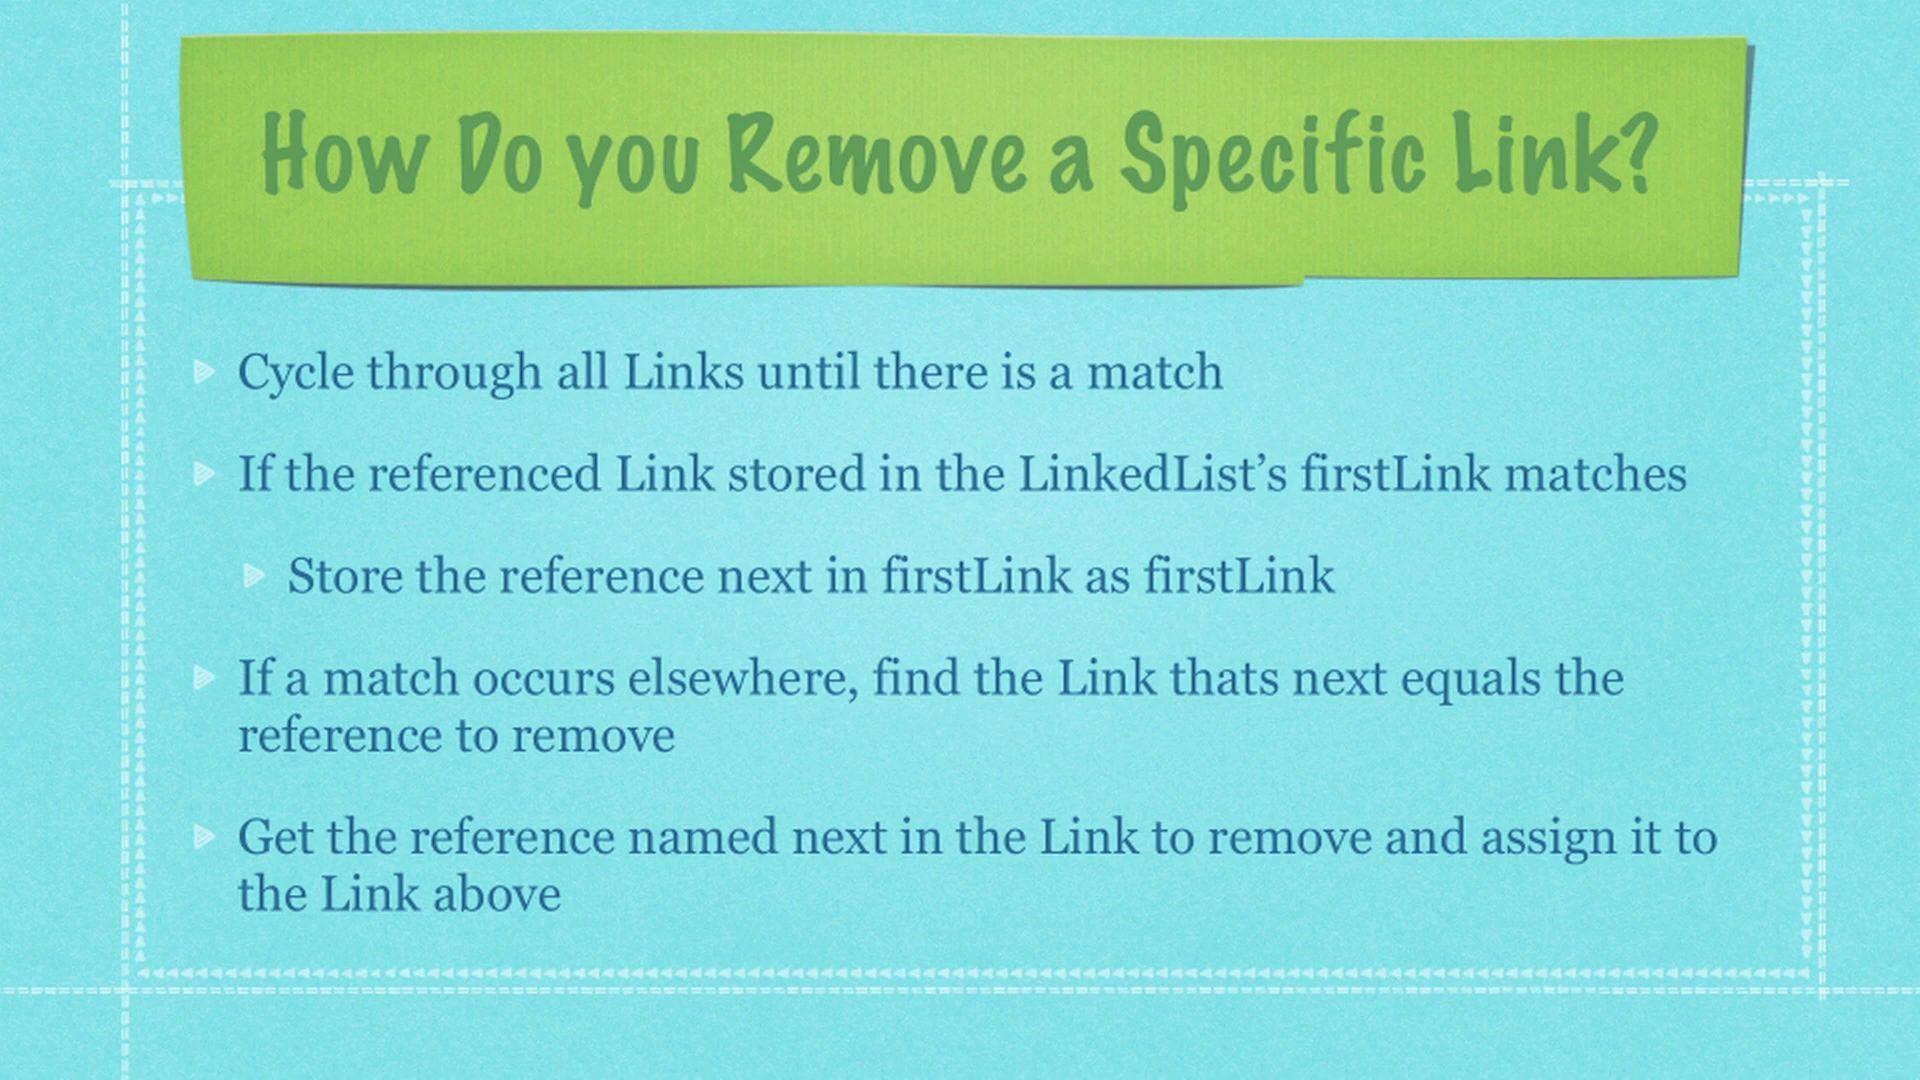 How Do you Remove a Specific Link?
Cycle through all Links until there is a match
If the referenced Link stored in the LinkedList’s firstLink matches
Store the reference next in firstLink as firstLink
If a match occurs elsewhere, find the Link thats next equals the
reference to remove
Get the reference named next in the Link to remove and assign it to
the Link above